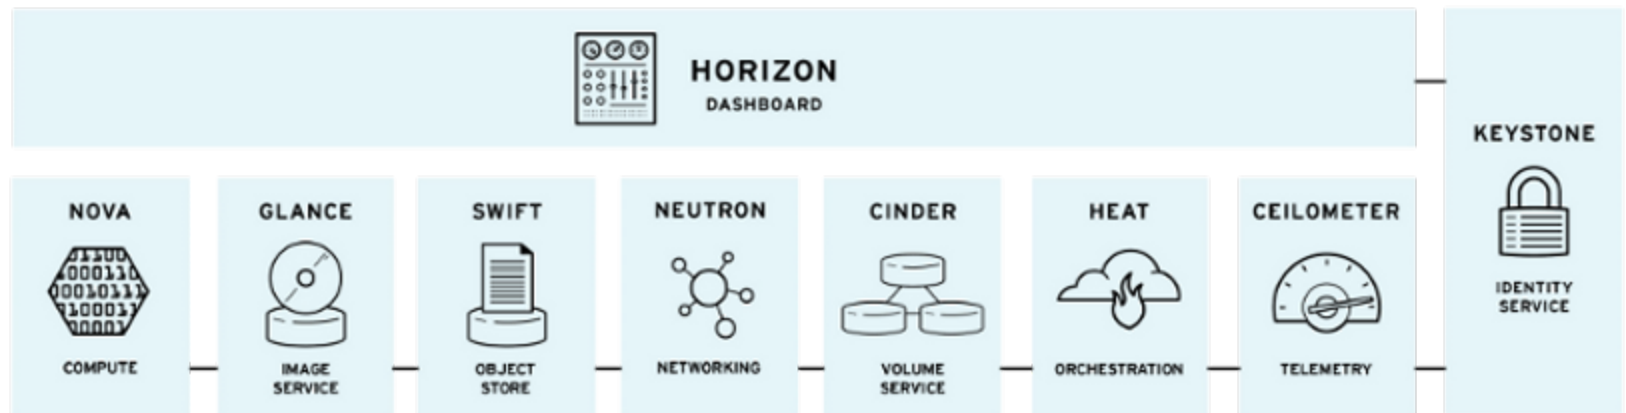 HORIZON
DASHBOARD
KEYSTONE
IDENTITY
SERVICE
NOVA
COMPUTE
GLANCE
IMAGE
SERVICE
SWIFT
OBJECT
STORE
NEUTRON
NETWORKING
CINDER
VOLUME
SERVICE
HEAT
ORCHESTRATION
CEILOMETER
TELEMETRY